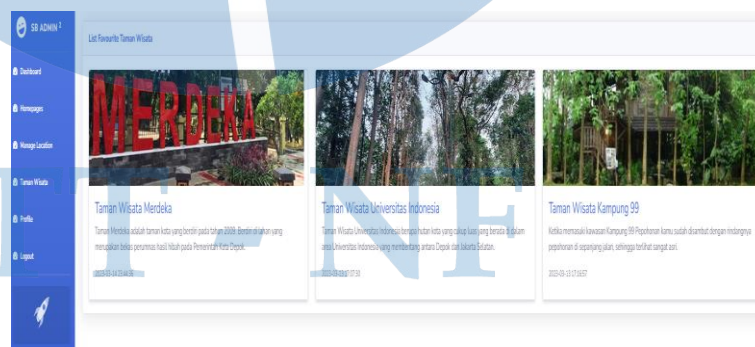 SB ADMIN 2
List Favourite Taman Wisata
Dashboard
Homepages
Manage Location
Taman Wisata
Profile
Logout
MERDEKA
Taman Wisata Merdeka
Taman Merdeka adalah taman kota yang berdiri pada tahun 2009. Berdiri di lahan yang
merupakan bekas perumnas hasil hibah pada Pemerintah Kota Depok.
Taman Wisata Universitas Indonesia
Taman Wisata Universitas Indonesia berupa hutan kota yang cukup luas yang berada di dalam
area Universitas Indonesia yang membentang antara Depok dan Jakarta Selatan.
Taman Wisata Kampung 99
Ketika memasuki kawasan Kampung 99 Pepohonan kamu sudah disambut dengan rindangnya
pepohonan di sepanjang jalan, sehingga terlihat sangat asri.
NF